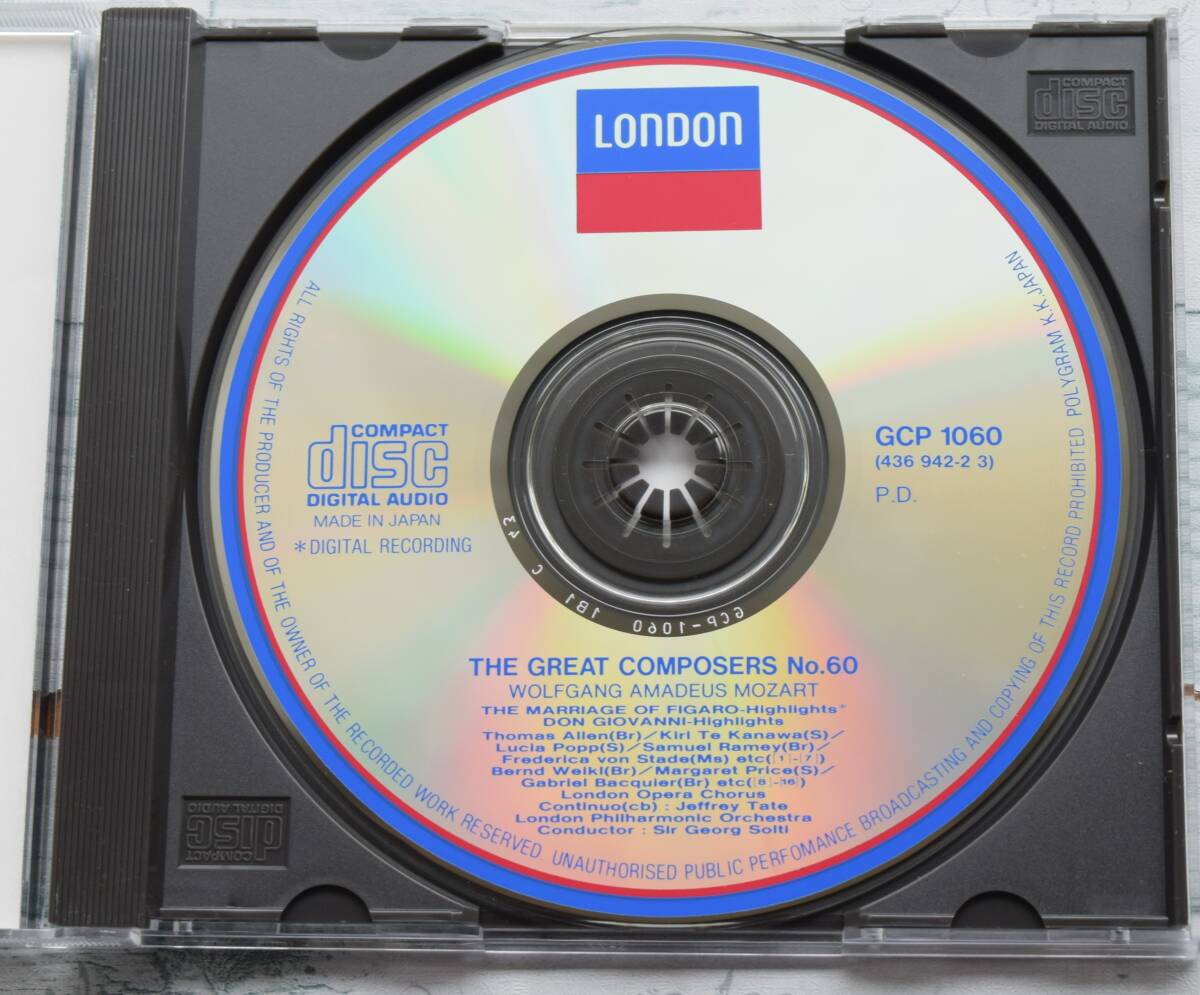 LONDON
COMPACT
disc
DIGITAL AUDIO
COMPACT
disc
DIGITAL AUDIO
MADE IN JAPAN
*DIGITAL RECORDING
GCP 1060
(436 942-2 3)
P.D.
GCP-1060 1B1 C 43
THE GREAT COMPOSERS No.60
WOLFGANG AMADEUS MOZART
THE MARRIAGE OF FIGARO-Highlights*
DON GIOVANNI-Highlights
Thomas Allen(Br)/Kiri Te Kanawa(S)/
Lucia Popp(S)/Samuel Ramey(Br)/
Frederica von Stade(Ms) etc(1-7)
Bernd Weikl(Br)/Margaret Price(S)/
Gabriel Bacquier(Br) etc(8-16)
London Opera Chorus
Continuo(cb) : Jeffrey Tate
London Philharmonic Orchestra
Conductor : Sir Georg Solti
ALL RIGHTS OF THE PRODUCER AND OF THE OWNER OF THE RECORDED WORK RESERVED. UNAUTHORISED PUBLIC PERFOMANCE BROADCASTING AND COPYING OF THIS RECORD PROHIBITED POLYGRAM K.K.JAPAN
COMPACT
disc
DIGITAL AUDIO